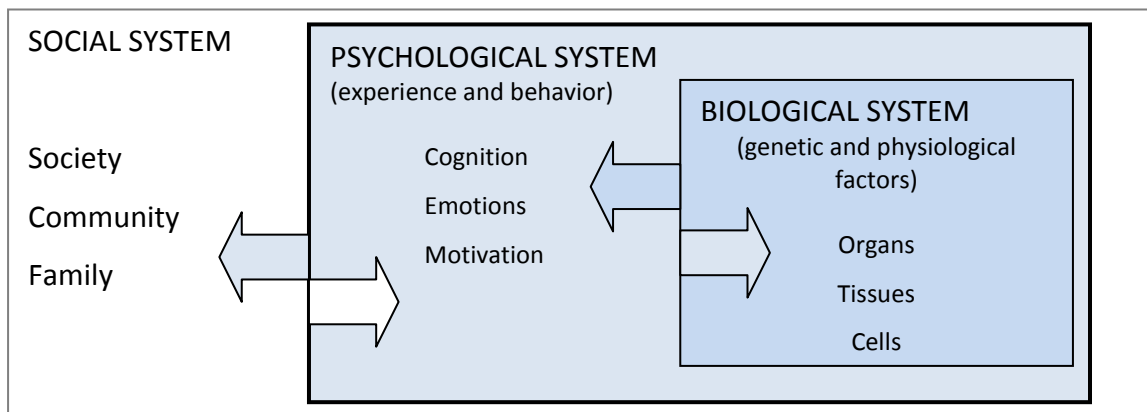 SOCIAL SYSTEM
Society
Community
Family
PSYCHOLOGICAL SYSTEM
(experience and behavior)
Cognition
Emotions
Motivation
BIOLOGICAL SYSTEM
(genetic and physiological
factors)
Organs
Tissues
Cells